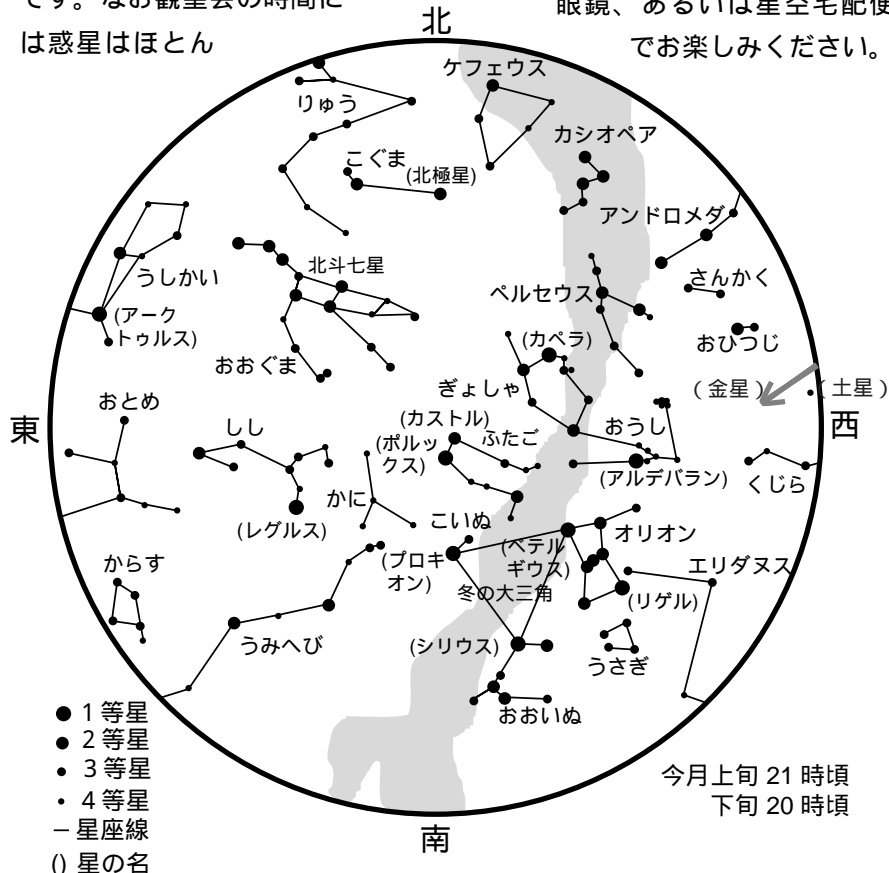 です。なお観望会の時間に
は惑星はほとん
眼鏡、あるいは星空宅配便
でお楽しみください。
北
ケフェウス
りゅう
カシオペア
こぐま
(北極星)
アンドロメダ
うしかい
北斗七星
さんかく
ペルセウス
(アーク
トゥルス)
(カペラ)
おひつじ
おおぐま
ぎょしゃ
(金星)
(土星)
おとめ
(カストル)
おうし
東
しし
(ポルッ
クス)
ふたご
西
(アルデバラン)
くじら
かに
(レグルス)
こいぬ
オリオン
(ベテル
ギウス)
からす
(プロキ
オン)
エリダヌス
冬の大三角
(リゲル)
うみへび
(シリウス)
うさぎ
おおいぬ
1等星
2等星
3等星
4等星
星座線
() 星の名
今月上旬 21 時頃
下旬 20 時頃
南